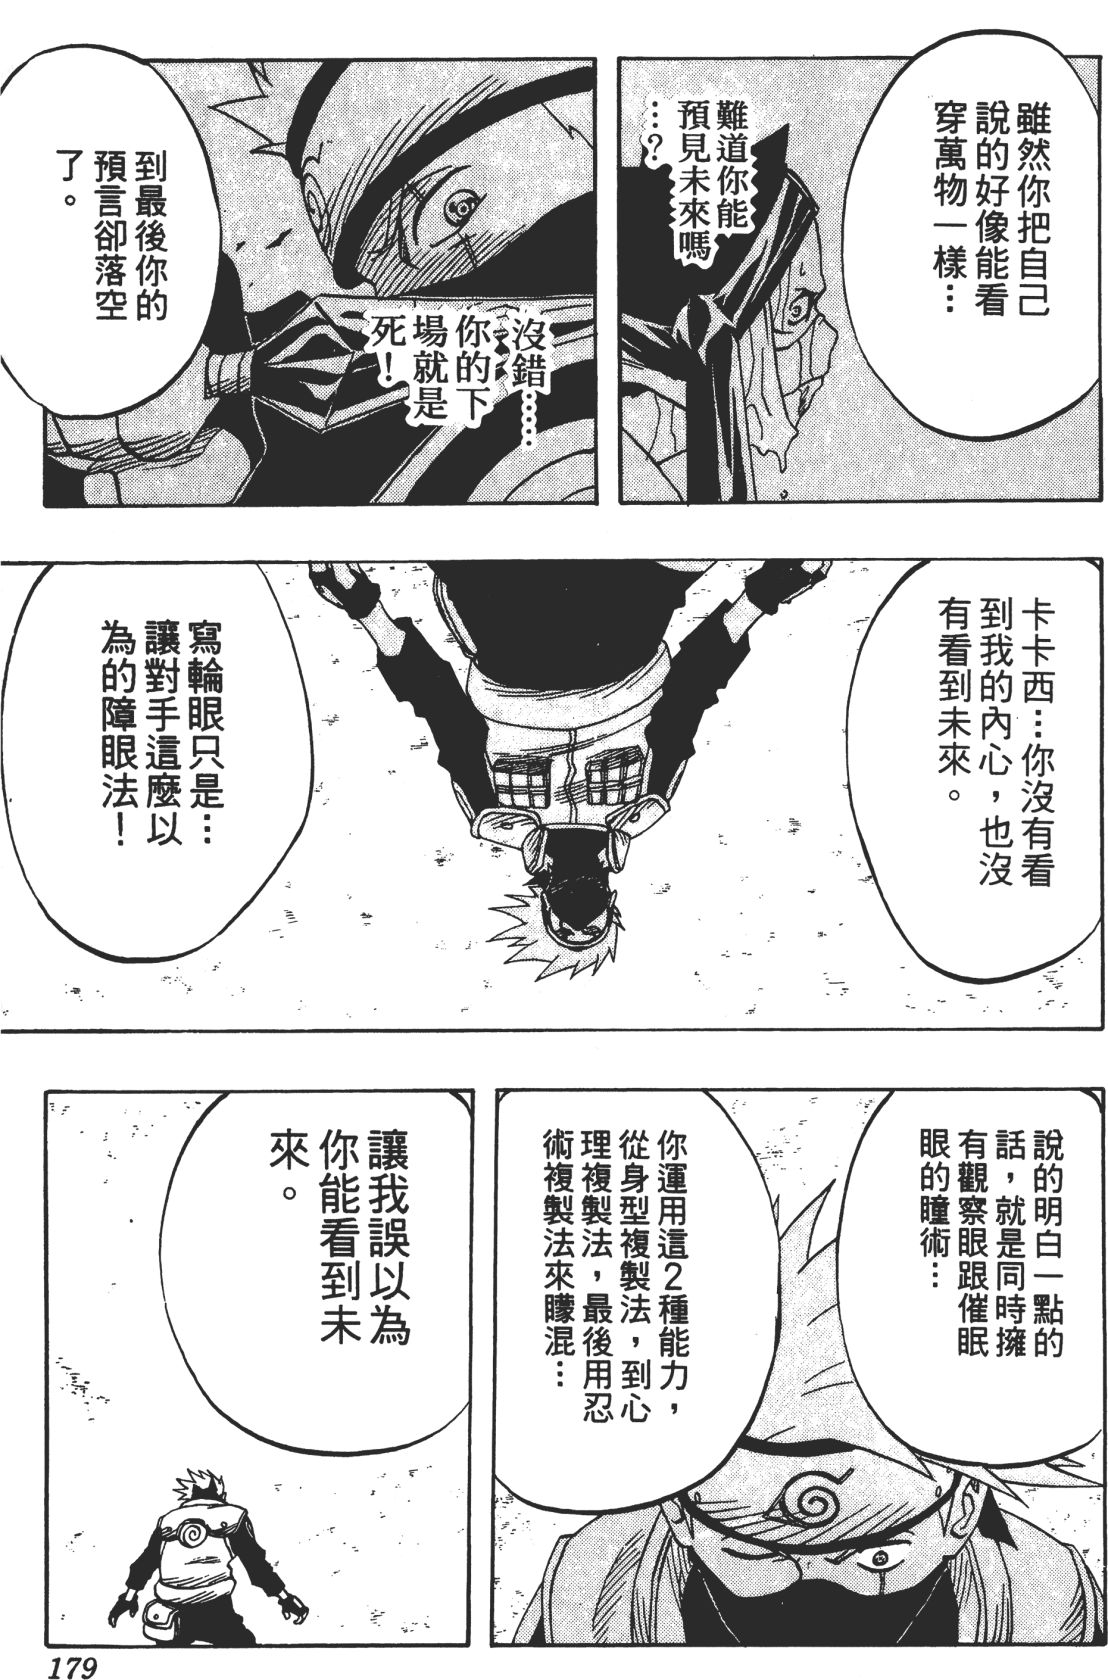 雖然你把自己
說的好像能看
穿萬物一樣…
難道你能
預見未來嗎
…?
沒錯……
你的下
場就是
死!
到最後你的
預言卻落空
了。
卡卡西…你沒有看
到我的內心,也沒
有看到未來。
寫輪眼只是…
讓對手這麼以
為的障眼法!
說的明白一點的
話,就是同時擁
有觀察眼跟催眠
眼的瞳術…
你運用這2種能力,
從身型複製法,到心
理複製法,最後用忍
術複製法來矇混…
讓我誤以為
你能看到未
來。
179